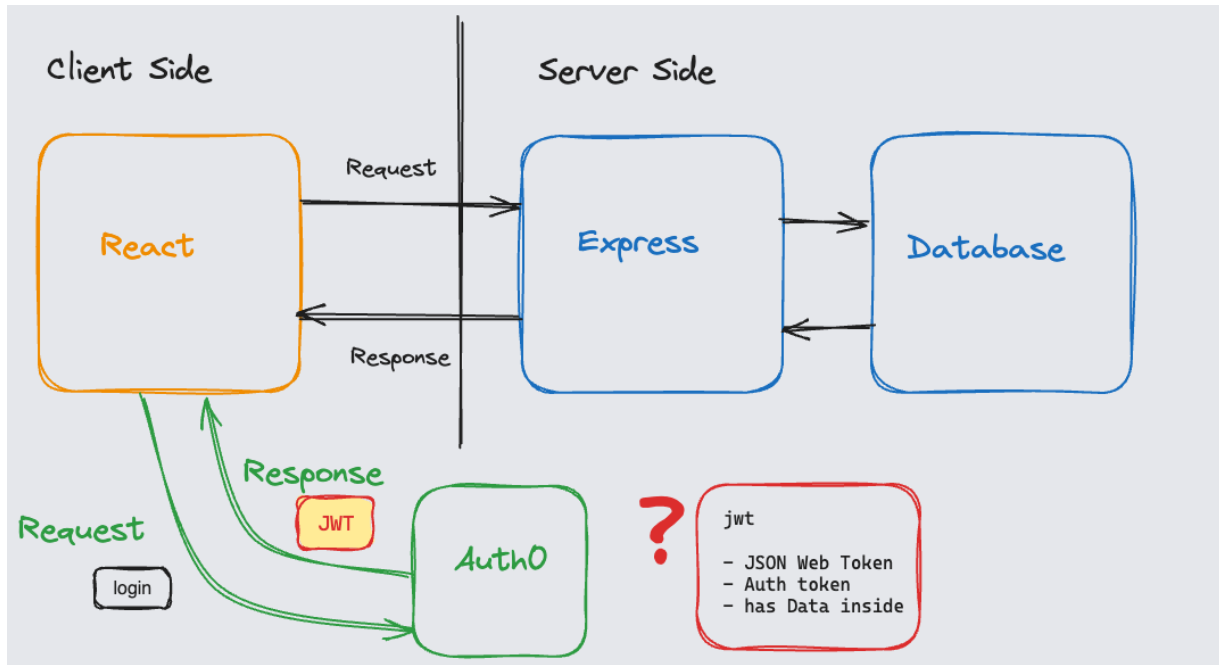 Client Side
Server Side
Request
React
Express
Database
Response
Response
JWT
Request
login
Auth0
?
jwt
- JSON Web Token
- Auth token
- has Data inside